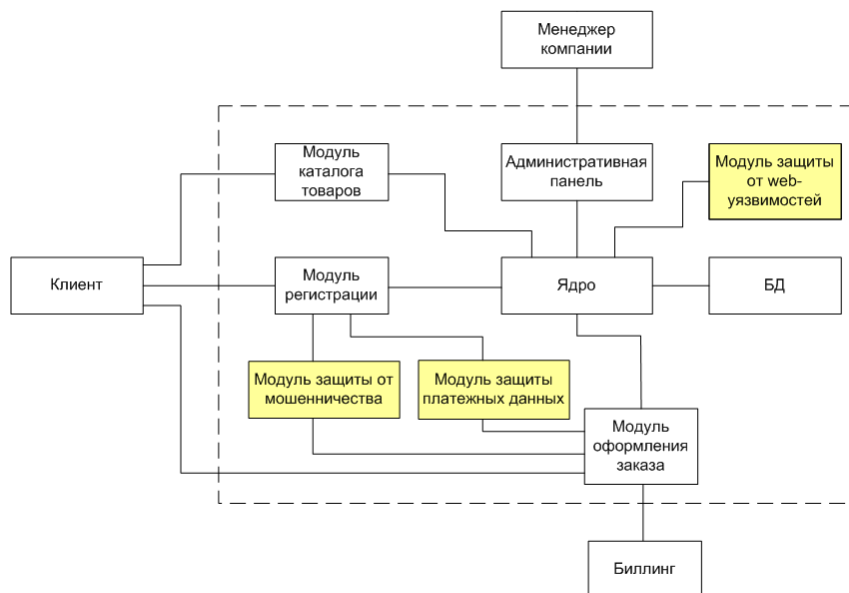 Менеджер
компании
Модуль
каталога
товаров
Административная
панель
Модуль защиты
от web-
уязвимостей
Клиент
Модуль
регистрации
Ядро
БД
Модуль защиты от
мошенничества
Модуль защиты
платежных данных
Модуль
оформления
заказа
Биллинг